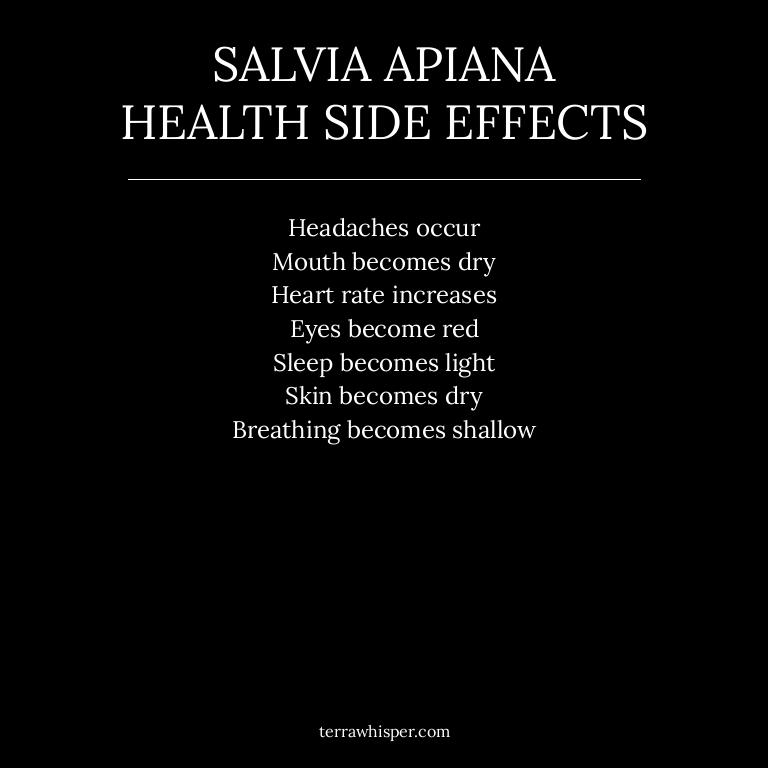 SALVIA APIANA
HEALTH SIDE EFFECTS
Headaches occur
Mouth becomes dry
Heart rate increases
Eyes become red
Sleep becomes light
Skin becomes dry
Breathing becomes shallow
terrawhisper.com